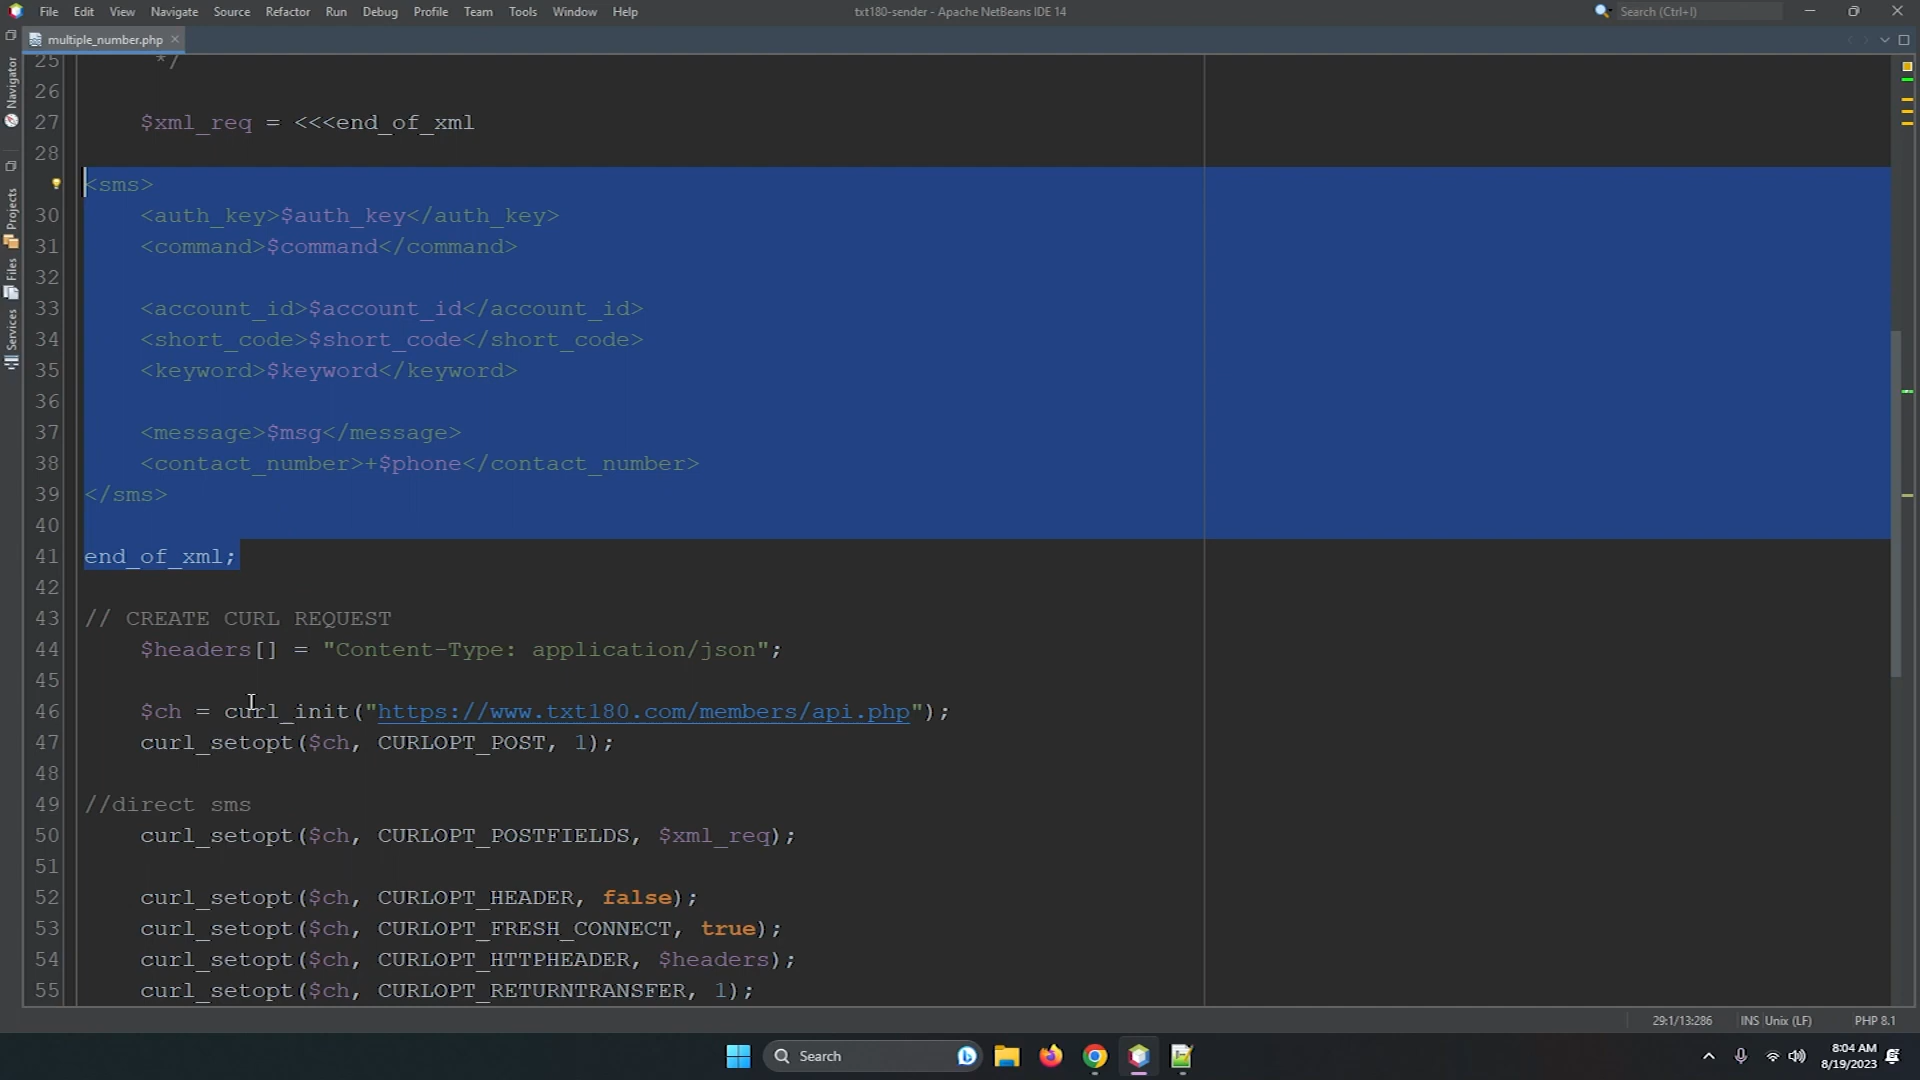 File Edit View Navigate Source Refactor Run Debug Profile Team Tools Window Help
txt180-sender - Apache NetBeans IDE 14
Search (Ctrl+I)
multiple_number.php
Navigator
Projects
Files
Services
25 */
26
27 $xml_req = <<<end_of_xml
28
<sms>
30 <auth_key>$auth_key</auth_key>
31 <command>$command</command>
32
33 <account_id>$account_id</account_id>
34 <short_code>$short_code</short_code>
35 <keyword>$keyword</keyword>
36
37 <message>$msg</message>
38 <contact_number>+$phone</contact_number>
39 </sms>
40
41 end_of_xml;
42
43 // CREATE CURL REQUEST
44 $headers[] = "Content-Type: application/json";
45
46 $ch = curl_init("https://www.txt180.com/members/api.php");
47 curl_setopt($ch, CURLOPT_POST, 1);
48
49 //direct sms
50 curl_setopt($ch, CURLOPT_POSTFIELDS, $xml_req);
51
52 curl_setopt($ch, CURLOPT_HEADER, false);
53 curl_setopt($ch, CURLOPT_FRESH_CONNECT, true);
54 curl_setopt($ch, CURLOPT_HTTPHEADER, $headers);
55 curl_setopt($ch, CURLOPT_RETURNTRANSFER, 1);
29:1/13:286 INS Unix (LF) PHP 8.1
Search
8:04 AM
8/19/2023